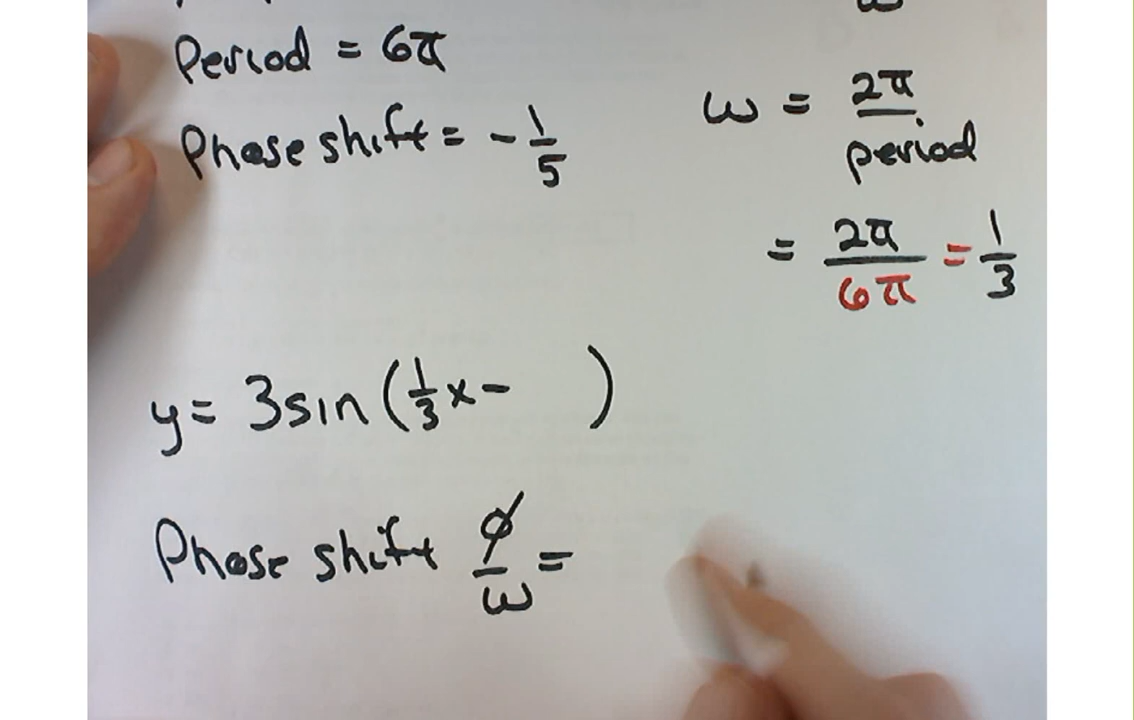 Period = 6π
Phase shift = - 1/5
ω = 2π/period
= 2π/6π = 1/3
y = 3sin(1/3x- )
Phase shift φ/ω =